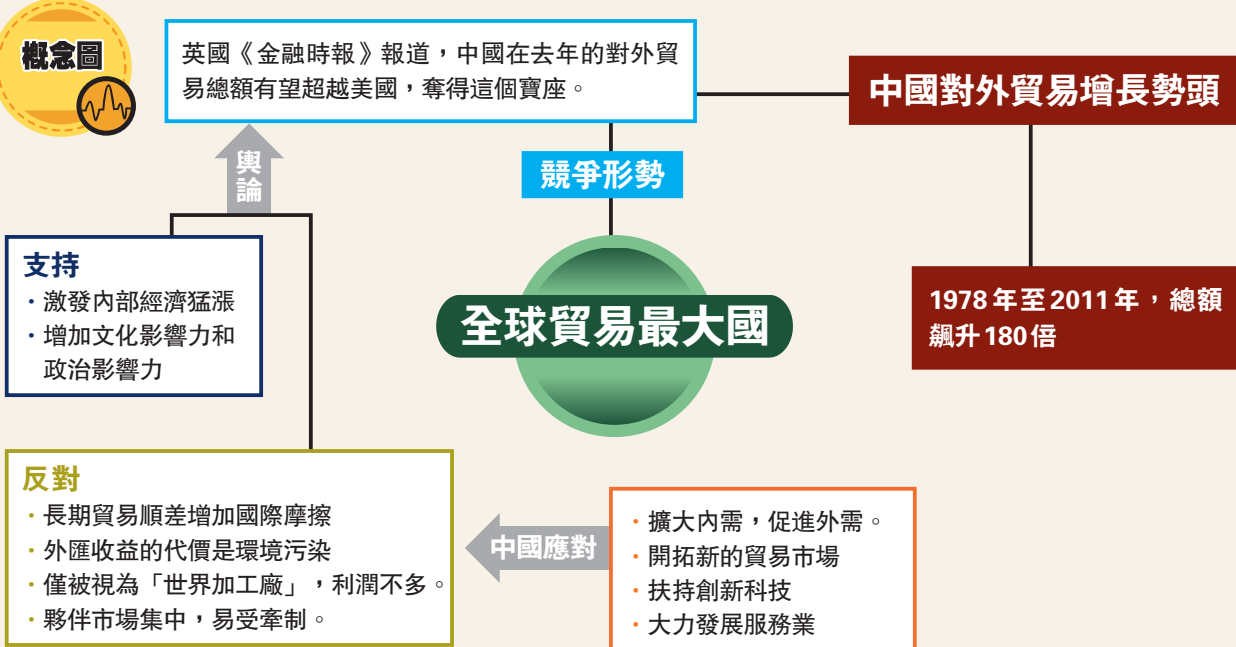 概念圖
英國《金融時報》報道，中國在去年的對外貿
易總額有望超越美國，奪得這個寶座。
中國對外貿易增長勢頭
1978年至2011年，總額
飆升180倍
競爭形勢
全球貿易最大國
輿論
支持
·激發內部經濟猛漲
·增加文化影響力和
政治影響力
反對
·長期貿易順差增加國際摩擦
·外匯收益的代價是環境污染
·僅被視為「世界加工廠」，利潤不多。
·夥伴市場集中，易受牽制。
中國應對
·擴大內需，促進外需。
·開拓新的貿易市場
·扶持創新科技
·大力發展服務業